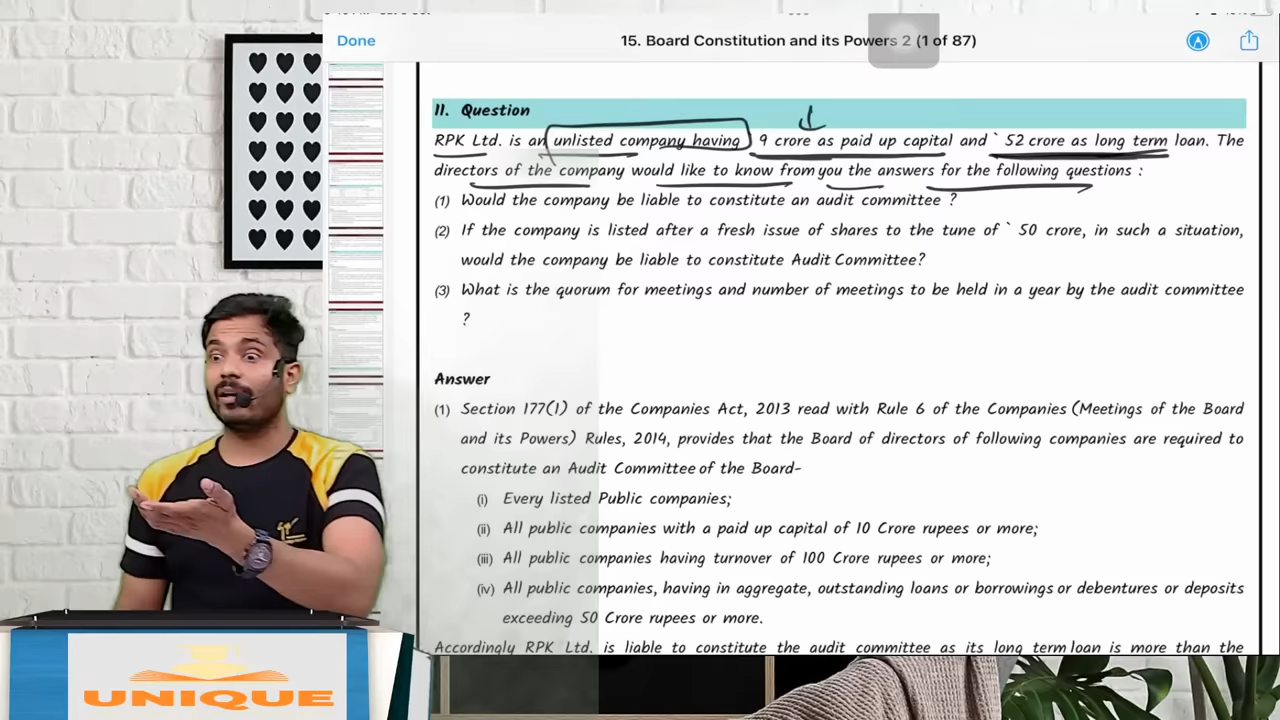 Done
15. Board Constitution and its Powers 2 (1 of 87)
II. Question
RPK Ltd. is an unlisted company having 9 crore as paid up capital and ` 52 crore as long term loan. The
directors of the company would like to know from you the answers for the following questions :
(1) Would the company be liable to constitute an audit committee ?
(2) If the company is listed after a fresh issue of shares to the tune of ` 50 crore, in such a situation,
would the company be liable to constitute Audit Committee?
(3) What is the quorum for meetings and number of meetings to be held in a year by the audit committee
?
Answer
(1) Section 177(1) of the Companies Act, 2013 read with Rule 6 of the Companies (Meetings of the Board
and its Powers) Rules, 2014, provides that the Board of directors of following companies are required to
constitute an Audit Committee of the Board-
(i) Every listed Public companies;
(ii) All public companies with a paid up capital of 10 Crore rupees or more;
(iii) All public companies having turnover of 100 Crore rupees or more;
(iv) All public companies, having in aggregate, outstanding loans or borrowings or debentures or deposits
exceeding 50 Crore rupees or more.
Accordingly RPK Ltd. is liable to constitute the audit committee as its long term loan is more than the
UNIQUE